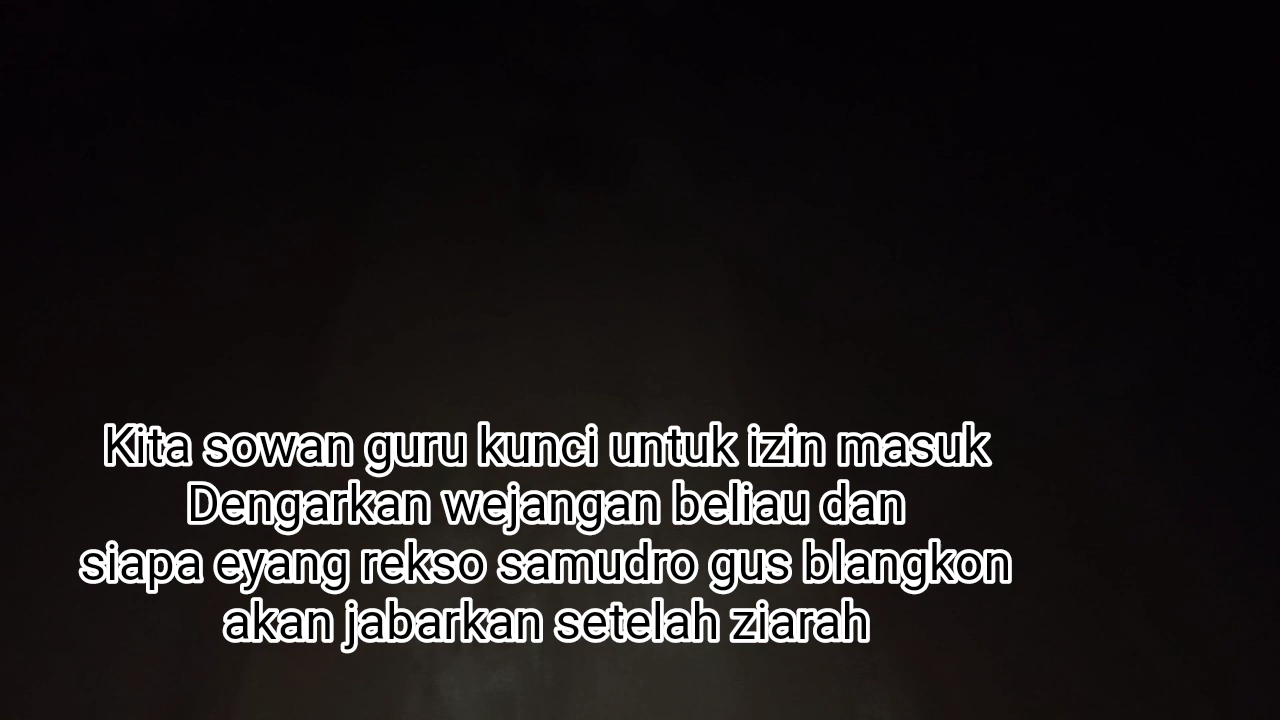 Kita sowan guru kunci untuk izin masuk
Dengarkan wejangan beliau dan
siapa eyang rekso samudro gus blangkon
akan jabarkan setelah ziarah